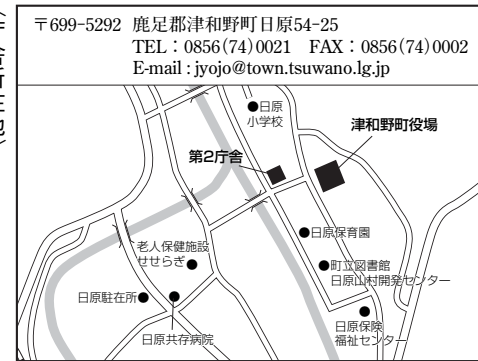 〒699-5292 鹿足郡津和野町日原54-25
TEL：0856(74)0021　FAX：0856(74)0002
E-mail : jyojo@town.tsuwano.lg.jp
●日原
小学校
津和野町役場
第2庁舎
●日原保育園
老人保健施設
せせらぎ●
●町立図書館
日原山村開発センター
日原駐在所●
日原共存病院
日原保険
福祉センター